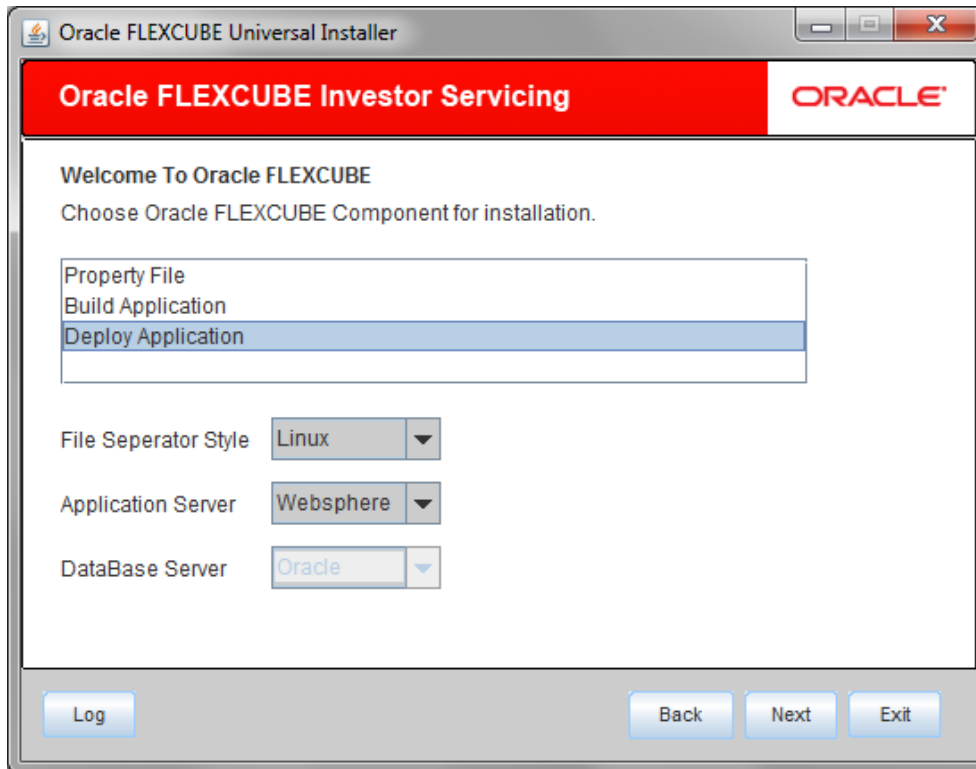 Oracle FLEXCUBE Universal Installer
Oracle FLEXCUBE Investor Servicing
ORACLE
Welcome To Oracle FLEXCUBE
Choose Oracle FLEXCUBE Component for installation.
Property File
Build Application
Deploy Application
File Seperator Style Linux
Application Server Websphere
DataBase Server Oracle
Log Back Next Exit